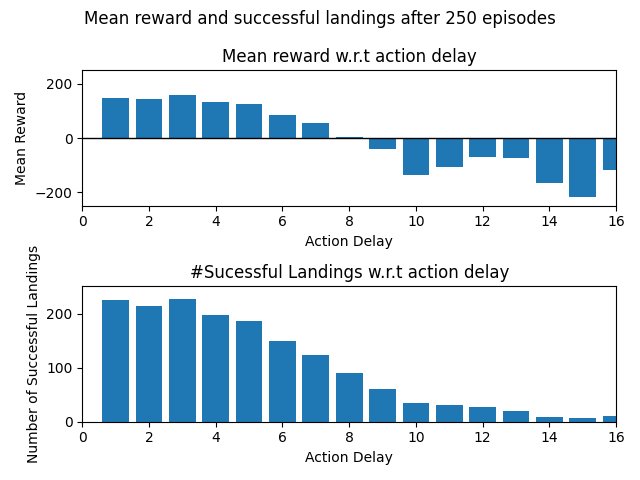 Mean reward and successful landings after 250 episodes
Mean reward w.r.t action delay
200
0
−200
Mean Reward
0 2 4 6 8 10 12 14 16
Action Delay
#Sucessful Landings w.r.t action delay
200
100
0
Number of Successful Landings
0 2 4 6 8 10 12 14 16
Action Delay